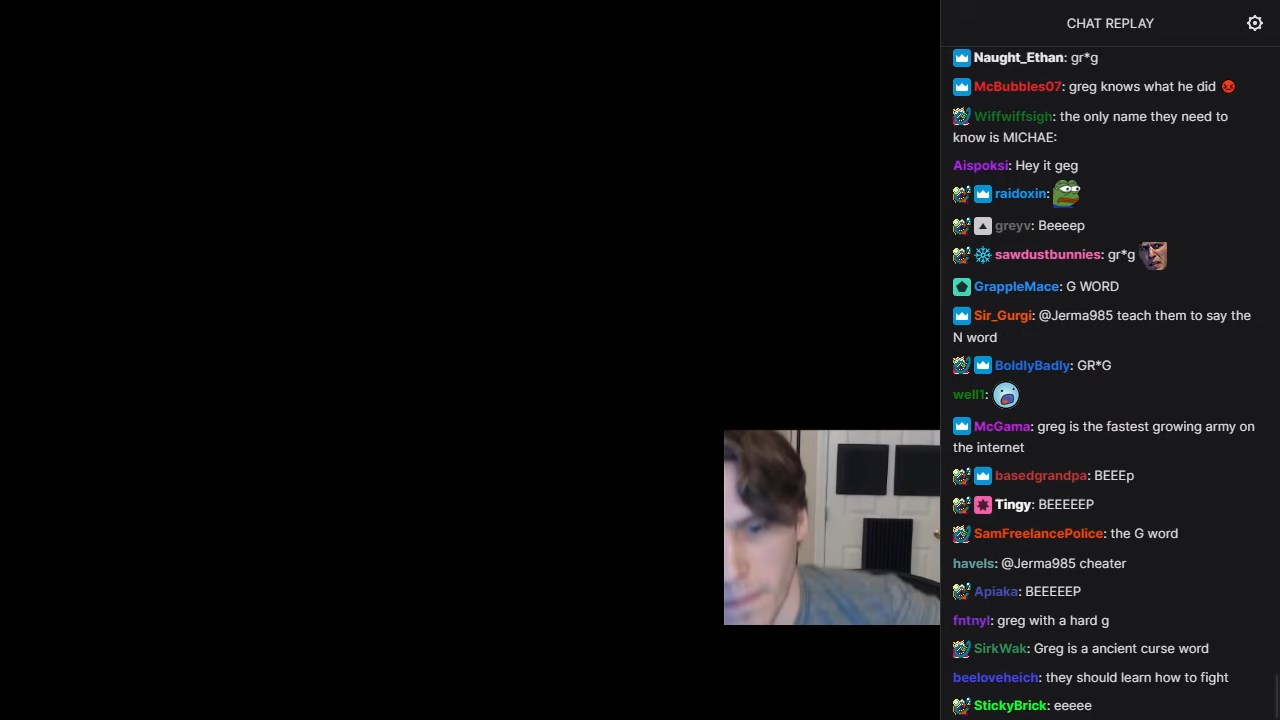 CHAT REPLAY
Naught_Ethan: gr*g
McBubbles07: greg knows what he did
Wiffwiffsigh: the only name they need to
know is MICHAE:
Aispoksi: Hey it geg
raidoxin:
greyv: Beeeep
sawdustbunnies: gr*g
GrappleMace: G WORD
Sir_Gurgi: @Jerma985 teach them to say the
N word
BoldlyBadly: GR*G
well1:
McGama: greg is the fastest growing army on
the internet
basedgrandpa: BEEEp
Tingy: BEEEEEP
SamFreelancePolice: the G word
havels: @Jerma985 cheater
Apiaka: BEEEEEP
fntnyl: greg with a hard g
SirkWak: Greg is a ancient curse word
beeloveheich: they should learn how to fight
StickyBrick: eeeee